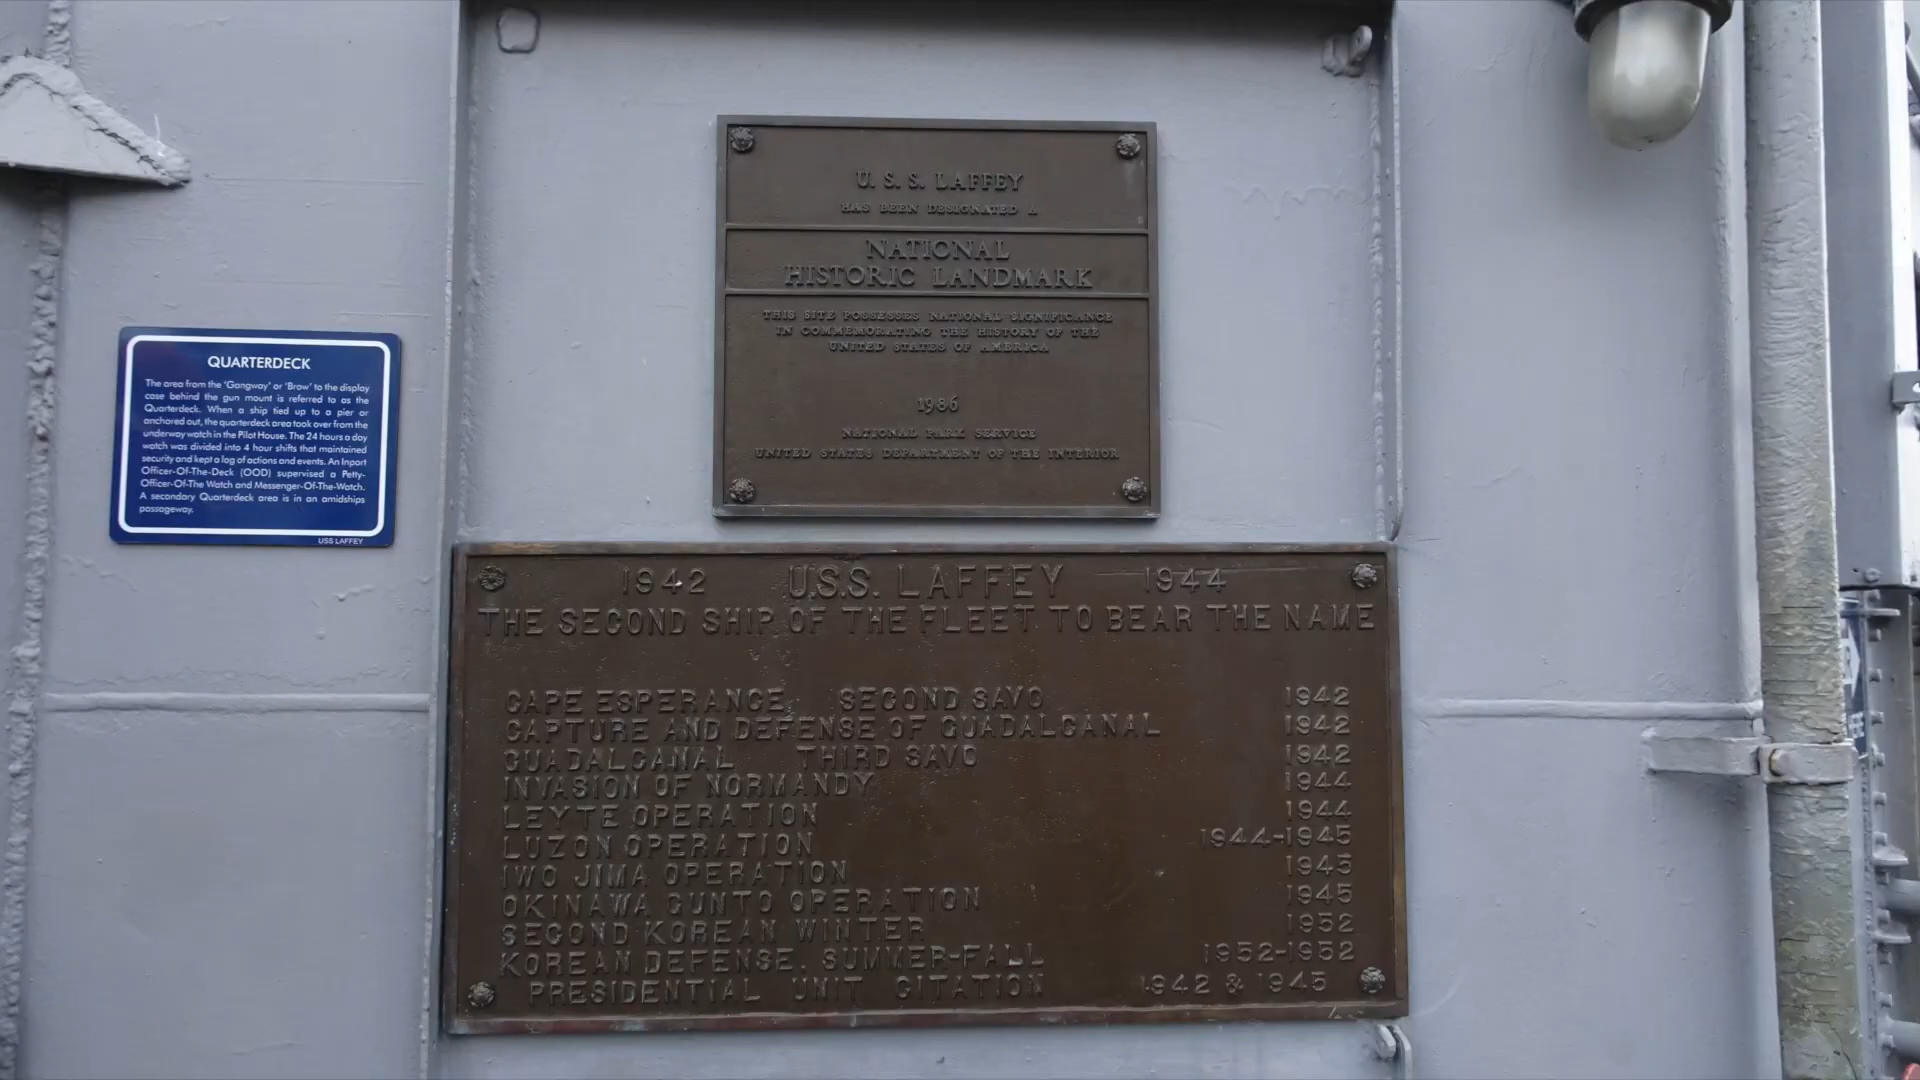 QUARTERDECK
The area from the 'Gangway' or 'Brow' to the display
case behind the gun mount is referred to as the
Quarterdeck. When a ship tied up to a pier or
anchored out, the quarterdeck area took over from the
underway watch in the Pilot House. The 24 hours a day
watch was divided into 4 hour shifts that maintained
security and kept a log of actions and events. An Inport
Officer-Of-The-Deck (OOD) supervised a Petty-
Officer-Of-The Watch and Messenger-Of-The-Watch.
A secondary Quarterdeck area is in an amidships
passageway.
USS LAFFEY
U. S. S. LAFFEY
HAS BEEN DESIGNATED A
NATIONAL
HISTORIC LANDMARK
THIS SITE POSSESSES NATIONAL SIGNIFICANCE
IN COMMEMORATING THE HISTORY OF THE
UNITED STATES OF AMERICA
1986
NATIONAL PARK SERVICE
UNITED STATES DEPARTMENT OF THE INTERIOR
1942 U.S.S. LAFFEY 1944
THE SECOND SHIP OF THE FLEET TO BEAR THE NAME
CAPE ESPERANCE SECOND SAVO 1942
CAPTURE AND DEFENSE OF GUADALCANAL 1942
GUADALCANAL THIRD SAVO 1942
INVASION OF NORMANDY 1944
LEYTE OPERATION 1944
LUZON OPERATION 1944-1945
IWO JIMA OPERATION 1945
OKINAWA GUNTO OPERATION 1945
SECOND KOREAN WINTER 1952
KOREAN DEFENSE. SUMMER-FALL 1952-1952
PRESIDENTIAL UNIT CITATION 1942 & 1945